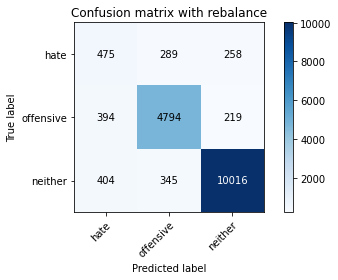 Confusion matrix with rebalance
True label
hate 475 289 258
offensive 394 4794 219
neither 404 345 10016
hate offensive neither
Predicted label
10000
8000
6000
4000
2000